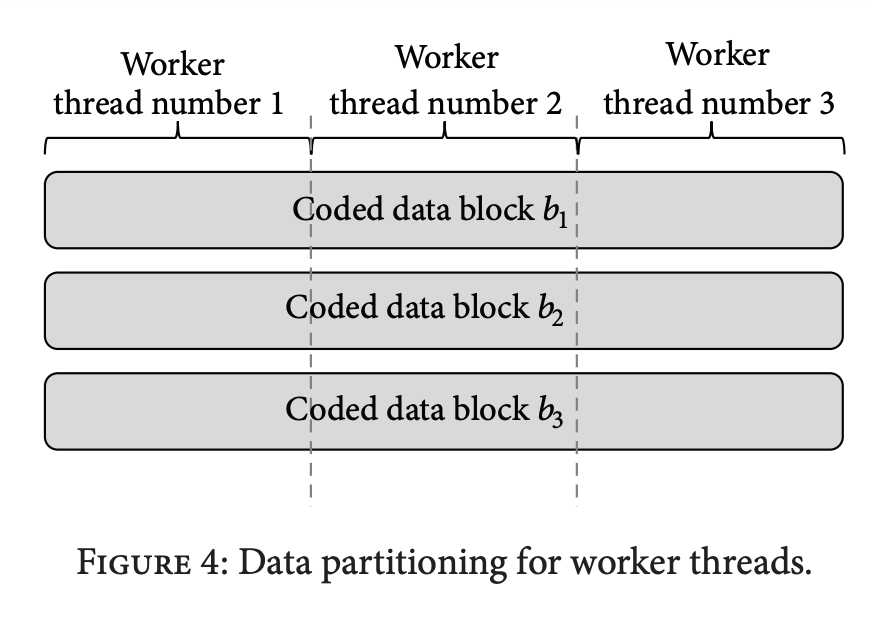 Worker
thread number 1
Worker
thread number 2
Worker
thread number 3
Coded data block b₁
Coded data block b₂
Coded data block b₃
FIGURE 4: Data partitioning for worker threads.